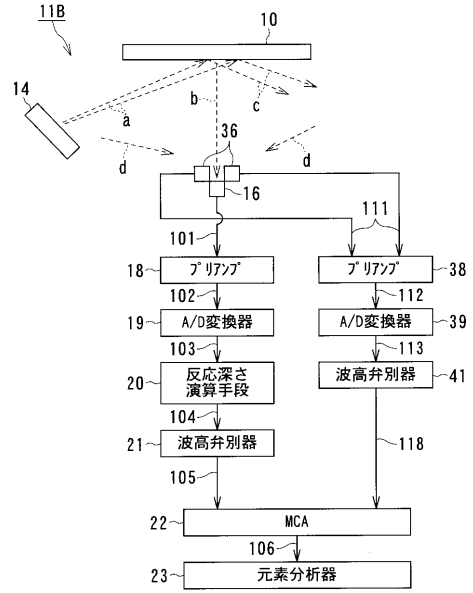 11B
10
14
a
b
c
d
d
36
16
101
111
18
プリアンプ
プリアンプ
38
102
112
19
A/D変換器
A/D変換器
39
103
113
20
反応深さ
演算手段
波高弁別器
41
104
21
波高弁別器
118
105
22
MCA
106
23
元素分析器